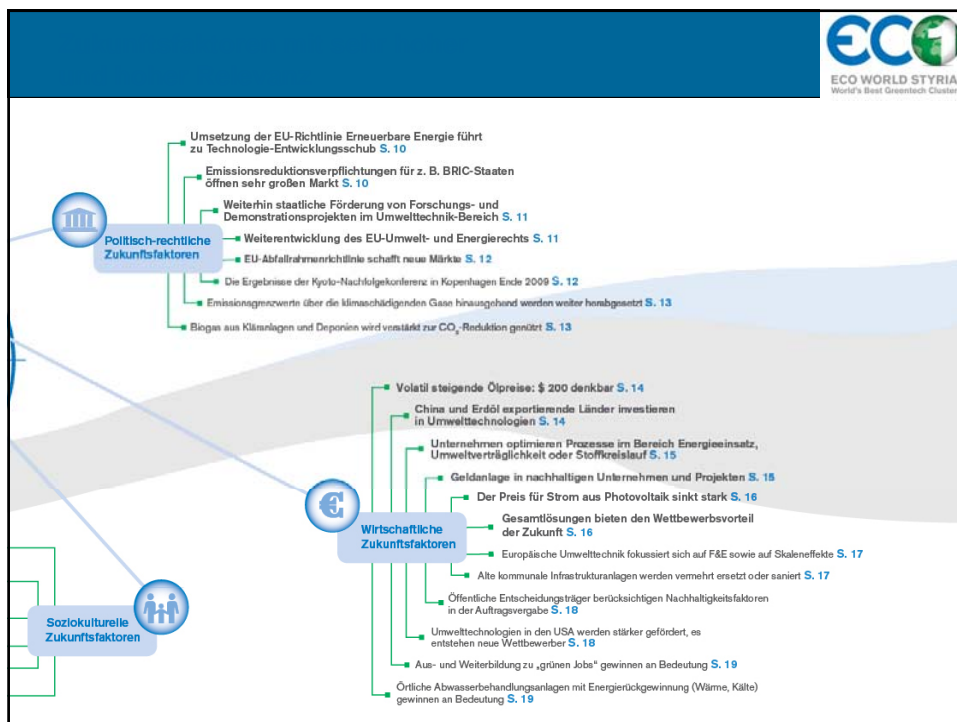 ECO1
ECO WORLD STYRIA
World's Best Greentech Cluster
Umsetzung der EU-Richtlinie Erneuerbare Energie führt
zu Technologie-Entwicklungsschub S. 10
Emissionsreduktionsverpflichtungen für z. B. BRIC-Staaten
öffnen sehr großen Markt S. 10
Weiterhin staatliche Förderung von Forschungs- und
Demonstrationsprojekten im Umwelttechnik-Bereich S. 11
Politisch-rechtliche
Zukunftsfaktoren
Weiterentwicklung des EU-Umwelt- und Energierechts S. 11
EU-Abfallrahmenrichtlinie schafft neue Märkte S. 12
Die Ergebnisse der Kyoto-Nachfolgekonferenz in Kopenhagen Ende 2009 S. 12
Emissionsgrenzwerte über die klimaschädigenden Gase hinausgehend werden weiter herabgesetzt S. 13
Biogas aus Kläranlagen und Deponien wird verstärkt zur CO₂-Reduktion genützt S. 13
Volatil steigende Ölpreise: $ 200 denkbar S. 14
China und Erdöl exportierende Länder investieren
in Umwelttechnologien S. 14
Unternehmen optimieren Prozesse im Bereich Energieeinsatz,
Umweltverträglichkeit oder Stoffkreislauf S. 15
Geldanlage in nachhaltigen Unternehmen und Projekten S. 15
Der Preis für Strom aus Photovoltaik sinkt stark S. 16
€
Wirtschaftliche
Zukunftsfaktoren
Gesamtlösungen bieten den Wettbewerbsvorteil
der Zukunft S. 16
Europäische Umwelttechnik fokussiert sich auf F&E sowie auf Skaleneffekte S. 17
Alte kommunale Infrastrukturanlagen werden vermehrt ersetzt oder saniert S. 17
Öffentliche Entscheidungsträger berücksichtigen Nachhaltigkeitsfaktoren
in der Auftragsvergabe S. 18
Umwelttechnologien in den USA werden stärker gefördert, es
entstehen neue Wettbewerber S. 18
Aus- und Weiterbildung zu „grünen Jobs“ gewinnen an Bedeutung S. 19
Örtliche Abwasserbehandlungsanlagen mit Energierückgewinnung (Wärme, Kälte)
gewinnen an Bedeutung S. 19
Soziokulturelle
Zukunftsfaktoren